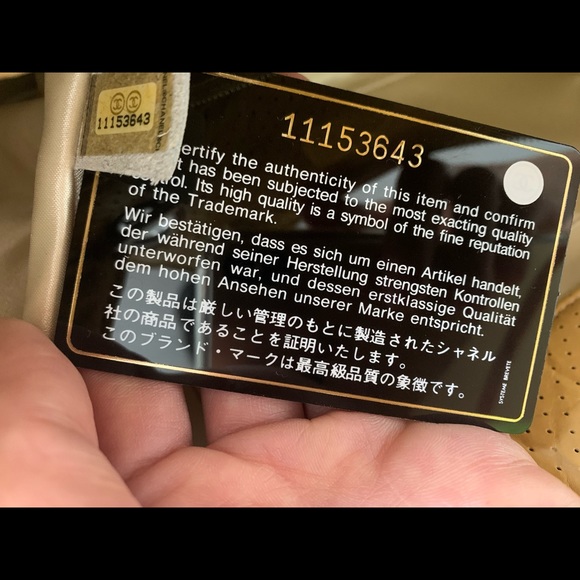 11153643
11153643
ertify the authenticity of this item and confirm
t has been subjected to the most exacting quality
control. Its high quality is a symbol of the fine reputation
of the Trademark.
Wir bestätigen, dass es sich um einen Artikel handelt,
der während seiner Herstellung strengsten Kontrollen
unterworfen war, und dessen erstklassige Qualität
dem hohen Ansehen unserer Marke entspricht.
この製品は厳しい管理のもとに製造されたシャネル
社の商品であることを証明いたします。
このブランド・マークは最高級品質の象徴です。